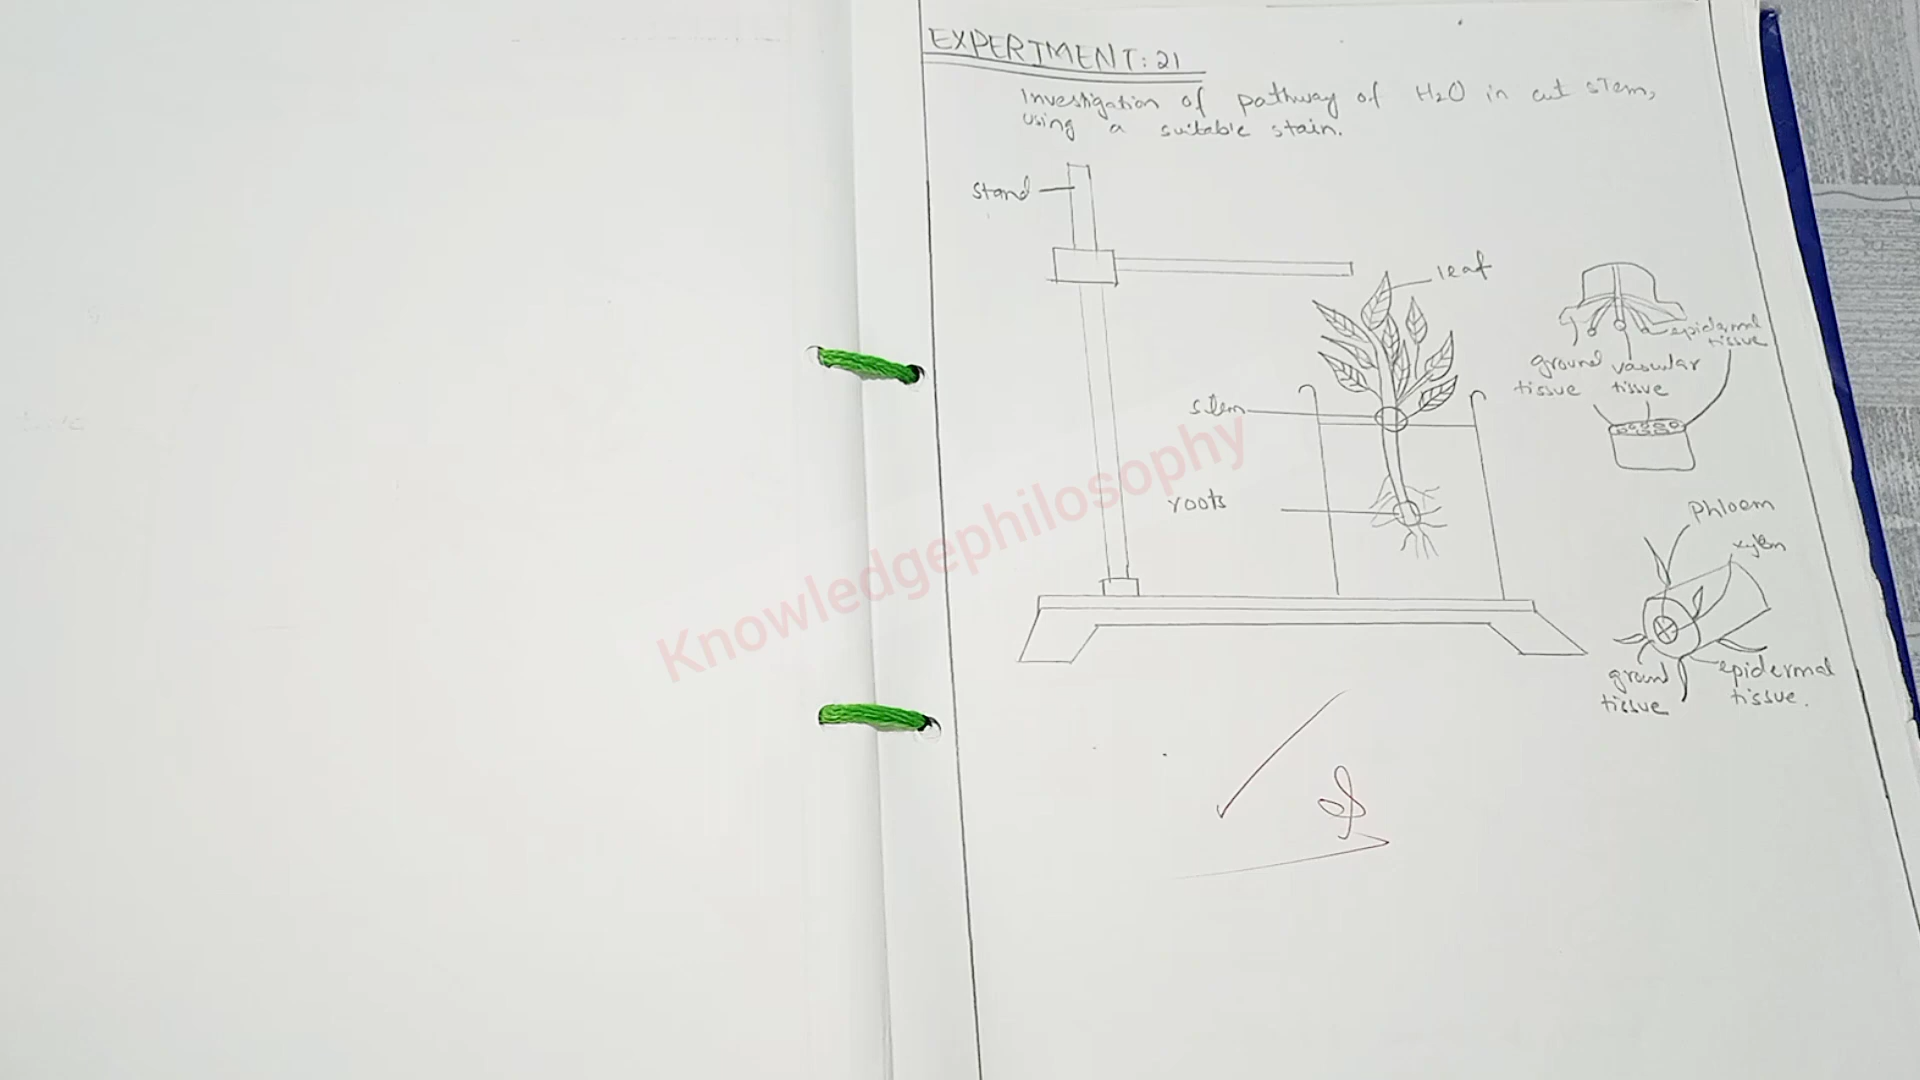 EXPERIMENT: 21
Investigation of pathway of H2O in cut stem,
using a suitable stain.
stand
leaf
epidermal
tissue
ground vascular
tissue tissue
stem
roots
Phloem
xylem
ground epidermal
tissue tissue.
Knowledgephilosophy